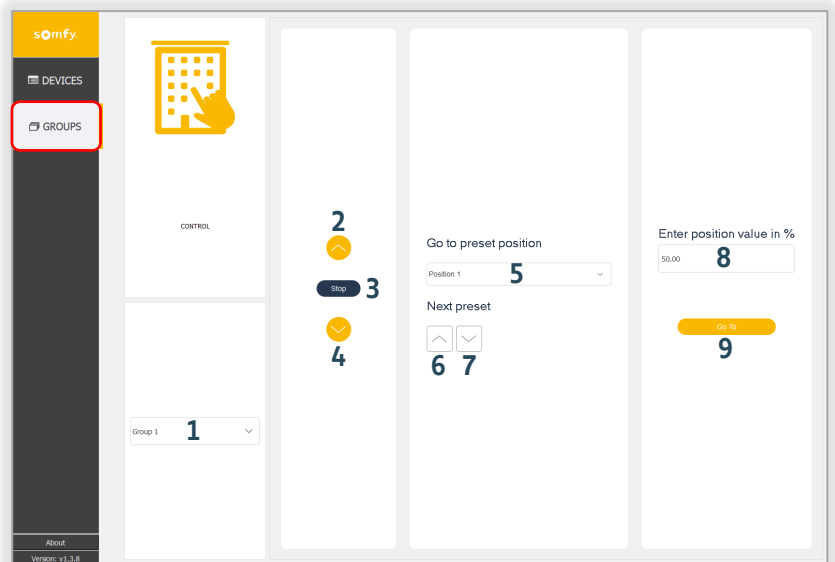 somfy.
DEVICES
GROUPS
About
Version: v1.3.8
CONTROL
Group 1
1
2
Stop
3
4
Go to preset position
Position 1
5
Next preset
6
7
Enter position value in %
50.00
8
Go To
9